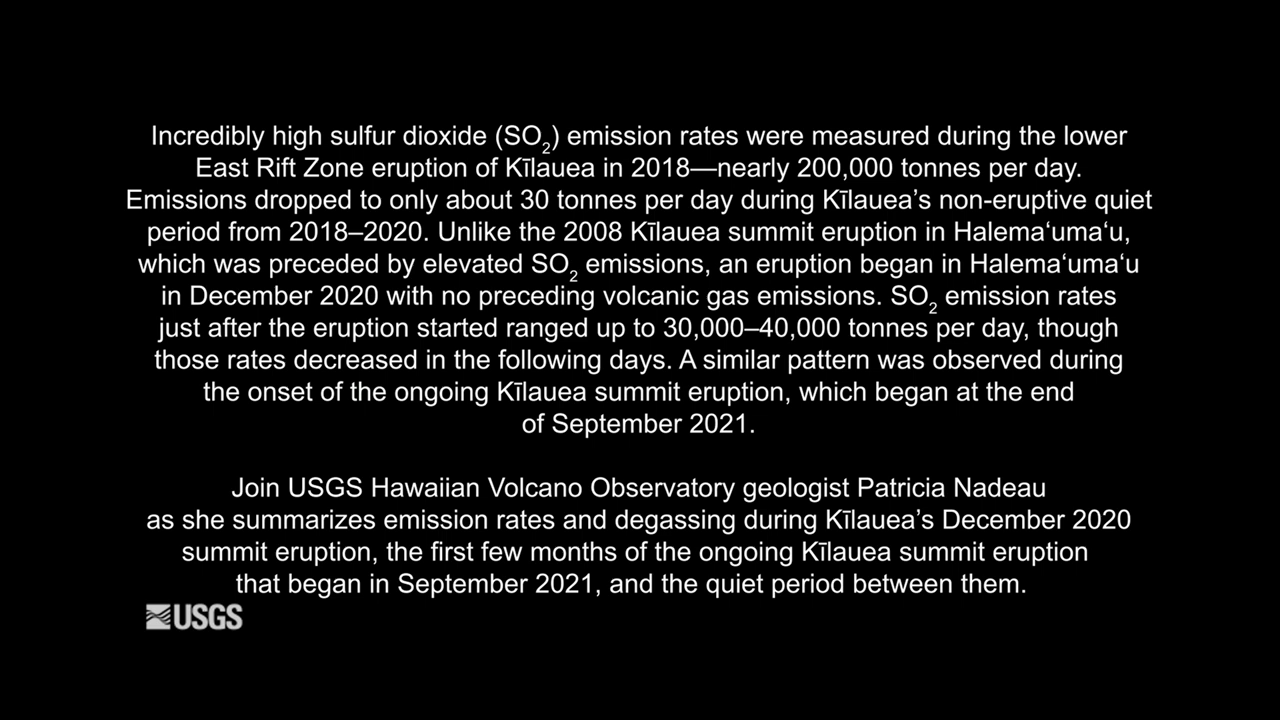 Incredibly high sulfur dioxide (SO₂) emission rates were measured during the lower
East Rift Zone eruption of Kīlauea in 2018—nearly 200,000 tonnes per day.
Emissions dropped to only about 30 tonnes per day during Kīlauea’s non-eruptive quiet
period from 2018–2020. Unlike the 2008 Kīlauea summit eruption in Halema‘uma‘u,
which was preceded by elevated SO₂ emissions, an eruption began in Halema‘uma‘u
in December 2020 with no preceding volcanic gas emissions. SO₂ emission rates
just after the eruption started ranged up to 30,000–40,000 tonnes per day, though
those rates decreased in the following days. A similar pattern was observed during
the onset of the ongoing Kīlauea summit eruption, which began at the end
of September 2021.
Join USGS Hawaiian Volcano Observatory geologist Patricia Nadeau
as she summarizes emission rates and degassing during Kīlauea’s December 2020
summit eruption, the first few months of the ongoing Kīlauea summit eruption
that began in September 2021, and the quiet period between them.
USGS